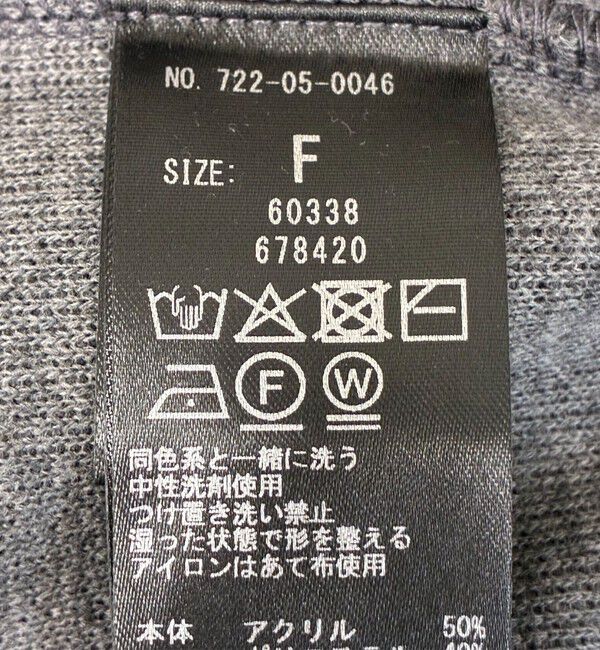 NO. 722-05-0046
SIZE: F
60338
678420
F W
同色系と一緒に洗う
中性洗剤使用
つけ置き洗い禁止
湿った状態で形を整える
アイロンはあて布使用
本体 アクリル 50%